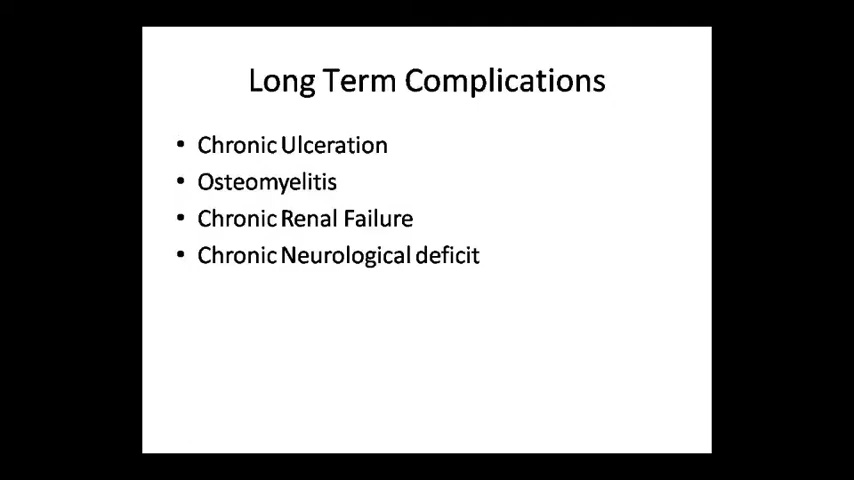 Long Term Complications
• Chronic Ulceration
• Osteomyelitis
• Chronic Renal Failure
• Chronic Neurological deficit